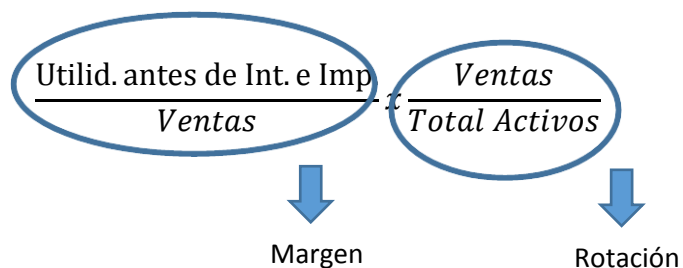 Utilid. antes de Int. e Imp
Ventas
x
Ventas
Total Activos
Margen
Rotación